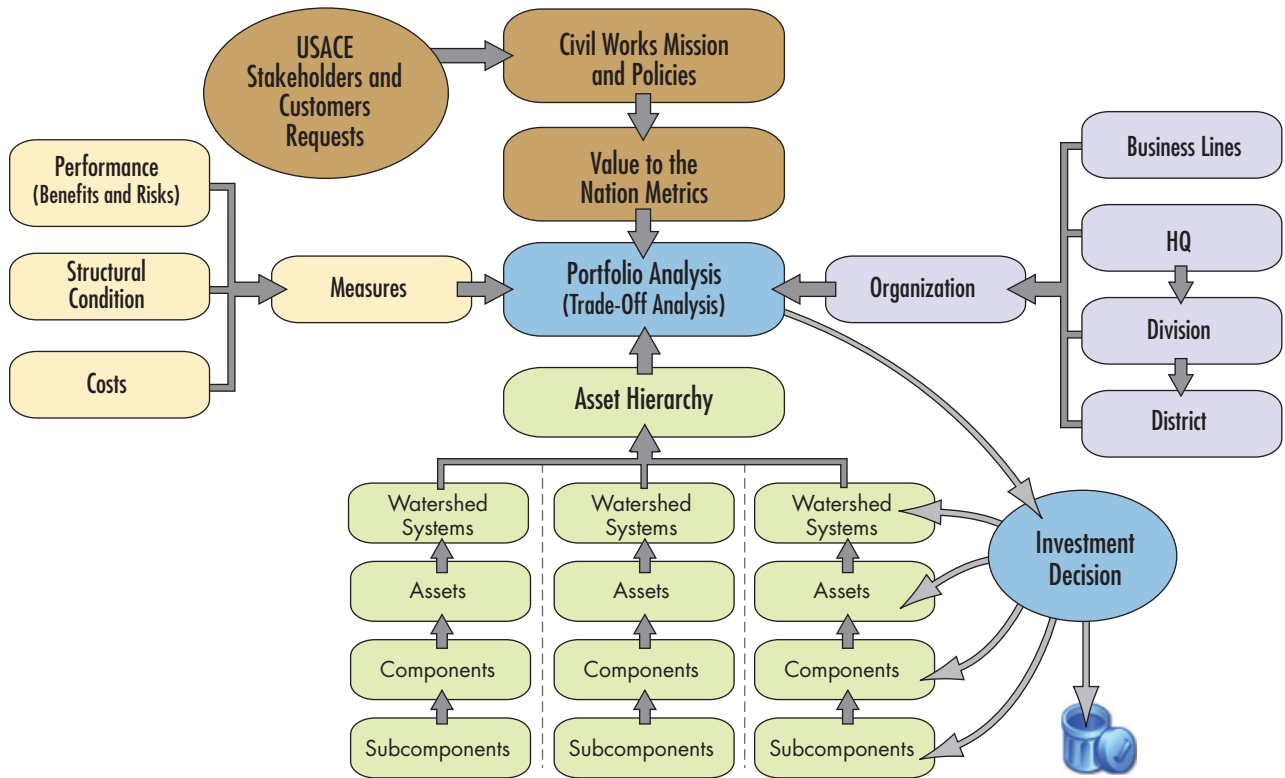 USACE
Stakeholders and
Customers
Requests
Civil Works Mission
and Policies
Value to the
Nation Metrics
Performance
(Benefits and Risks)
Structural
Condition
Costs
Measures
Portfolio Analysis
(Trade-Off Analysis)
Organization
Business Lines
HQ
Division
District
Asset Hierarchy
Watershed
Systems
Assets
Components
Subcomponents
Watershed
Systems
Assets
Components
Subcomponents
Watershed
Systems
Assets
Components
Subcomponents
Investment
Decision